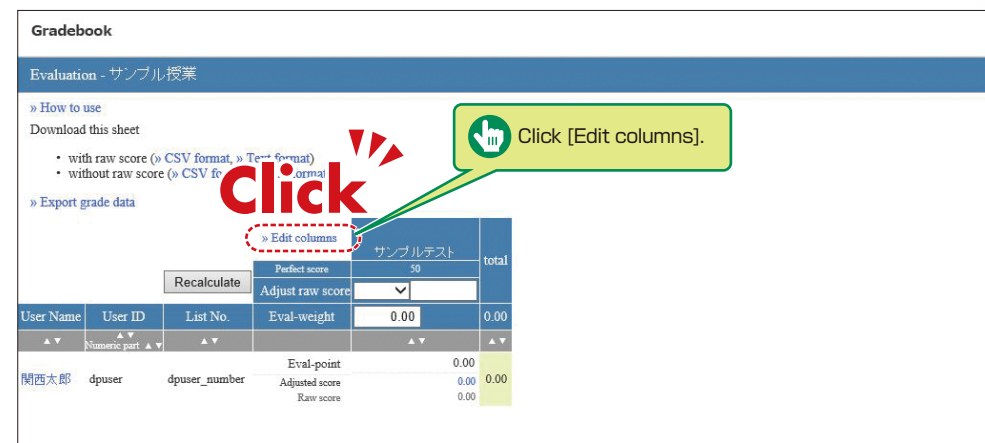 Gradebook
Evaluation - サンプル授業
» How to use
Download this sheet
Click [Edit columns].
• with raw score (» CSV format, » Text format)
• without raw score (» CSV fo
ormat
Click
» Export grade data
» Edit columns
サンプルテスト
total
Perfect score 50
Recalculate
Adjust raw score
User Name User ID List No. Eval-weight 0.00 0.00
▲▼ ▲▼ ▲▼ ▲▼ ▲▼
Numeric part ▲▼
Eval-point 0.00
関西太郎 dpuser dpuser_number Adjusted score 0.00 0.00
Raw score 0.00